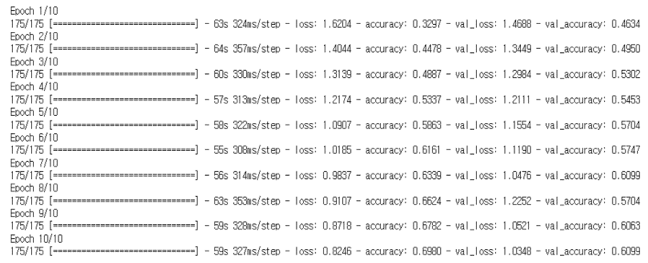 Epoch 1/10
175/175 [==============================] - 63s 324ms/step - loss: 1.6204 - accuracy: 0.3297 - val_loss: 1.4688 - val_accuracy: 0.4634
Epoch 2/10
175/175 [==============================] - 64s 357ms/step - loss: 1.4044 - accuracy: 0.4478 - val_loss: 1.3449 - val_accuracy: 0.4950
Epoch 3/10
175/175 [==============================] - 60s 330ms/step - loss: 1.3139 - accuracy: 0.4887 - val_loss: 1.2984 - val_accuracy: 0.5302
Epoch 4/10
175/175 [==============================] - 57s 313ms/step - loss: 1.2174 - accuracy: 0.5337 - val_loss: 1.2111 - val_accuracy: 0.5453
Epoch 5/10
175/175 [==============================] - 58s 322ms/step - loss: 1.0907 - accuracy: 0.5863 - val_loss: 1.1554 - val_accuracy: 0.5704
Epoch 6/10
175/175 [==============================] - 55s 308ms/step - loss: 1.0185 - accuracy: 0.6161 - val_loss: 1.1190 - val_accuracy: 0.5747
Epoch 7/10
175/175 [==============================] - 56s 314ms/step - loss: 0.9837 - accuracy: 0.6339 - val_loss: 1.0476 - val_accuracy: 0.6099
Epoch 8/10
175/175 [==============================] - 63s 353ms/step - loss: 0.9107 - accuracy: 0.6624 - val_loss: 1.2252 - val_accuracy: 0.5704
Epoch 9/10
175/175 [==============================] - 59s 328ms/step - loss: 0.8718 - accuracy: 0.6782 - val_loss: 1.0521 - val_accuracy: 0.6063
Epoch 10/10
175/175 [==============================] - 59s 327ms/step - loss: 0.8246 - accuracy: 0.6980 - val_loss: 1.0348 - val_accuracy: 0.6099